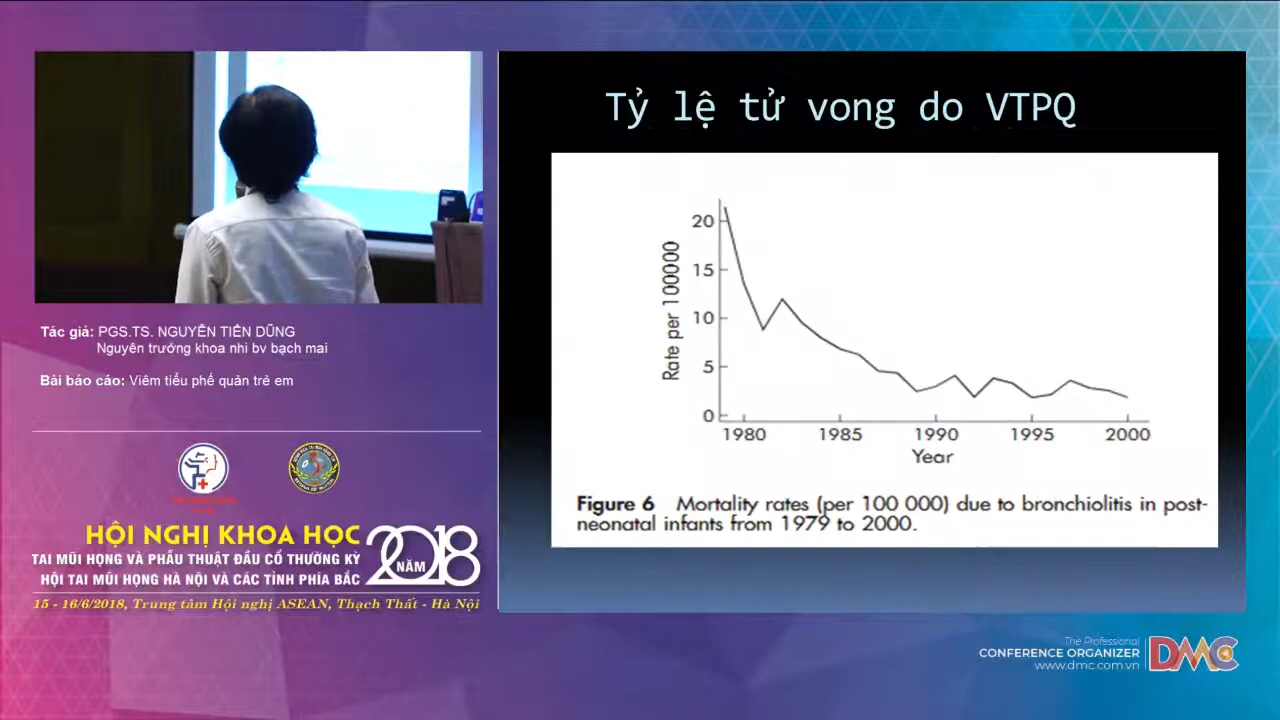 Tỷ lệ tử vong do VTPQ
20
15
10
5
0
Rate per 100000
1980 1985 1990 1995 2000
Year
Figure 6 Mortality rates (per 100 000) due to bronchiolitis in post-
neonatal infants from 1979 to 2000.
Tác giả: PGS.TS. NGUYỄN TIẾN DŨNG
Nguyên trưởng khoa nhi bv bạch mai
Bài báo cáo: Viêm tiểu phế quản trẻ em
HỘI NGHỊ KHOA HỌC
TAI MŨI HỌNG VÀ PHẪU THUẬT ĐẦU CỔ THƯỜNG KỲ
HỘI TAI MŨI HỌNG HÀ NỘI VÀ CÁC TỈNH PHÍA BẮC
NĂM 2018
15 - 16/6/2018, Trung tâm Hội nghị ASEAN, Thạch Thất - Hà Nội
The Professional
CONFERENCE ORGANIZER
www.dmc.com.vn
DMC